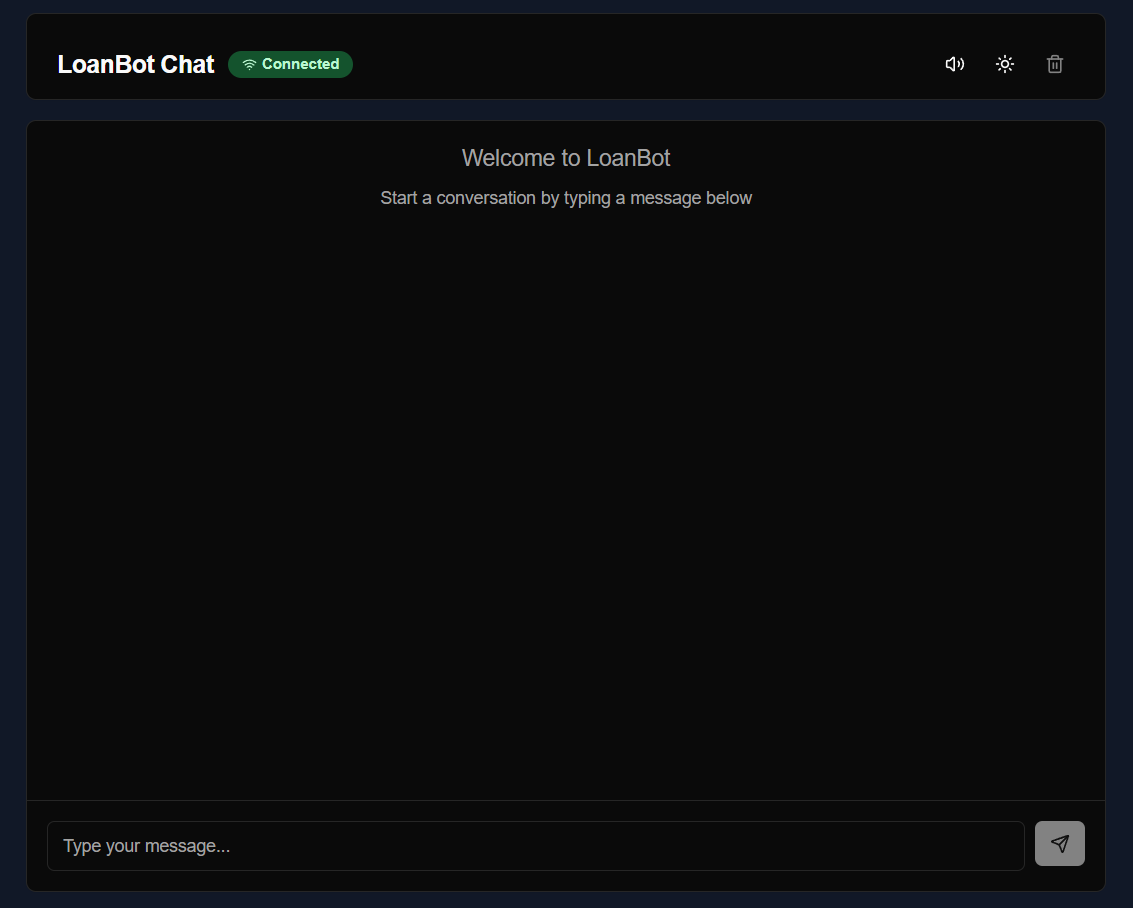 LoanBot Chat
Connected
Welcome to LoanBot
Start a conversation by typing a message below
Type your message...